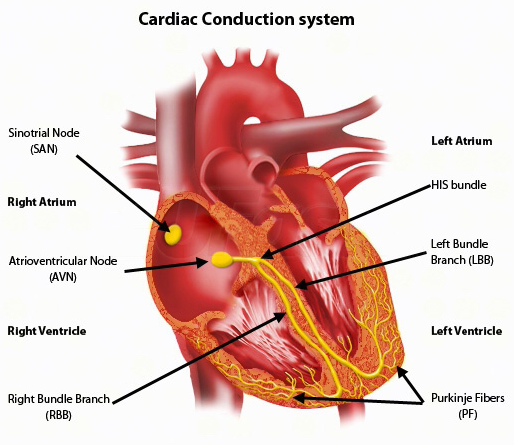 Cardiac Conduction system
Sinotrial Node
(SAN)
Right Atrium
Atrioventricular Node
(AVN)
Right Ventricle
Right Bundle Branch
(RBB)
Left Atrium
HIS bundle
Left Bundle
Branch (LBB)
Left Ventricle
Purkinje Fibers
(PF)